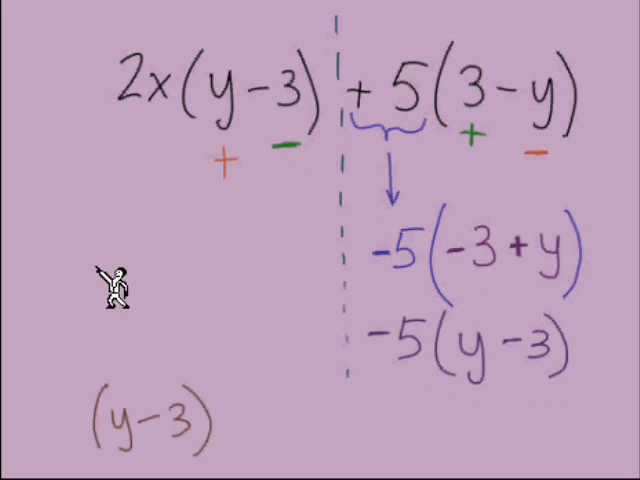 2x(y-3) + 5(3-y)
+ - + -
-5(-3+y)
-5(y-3)
(y-3)